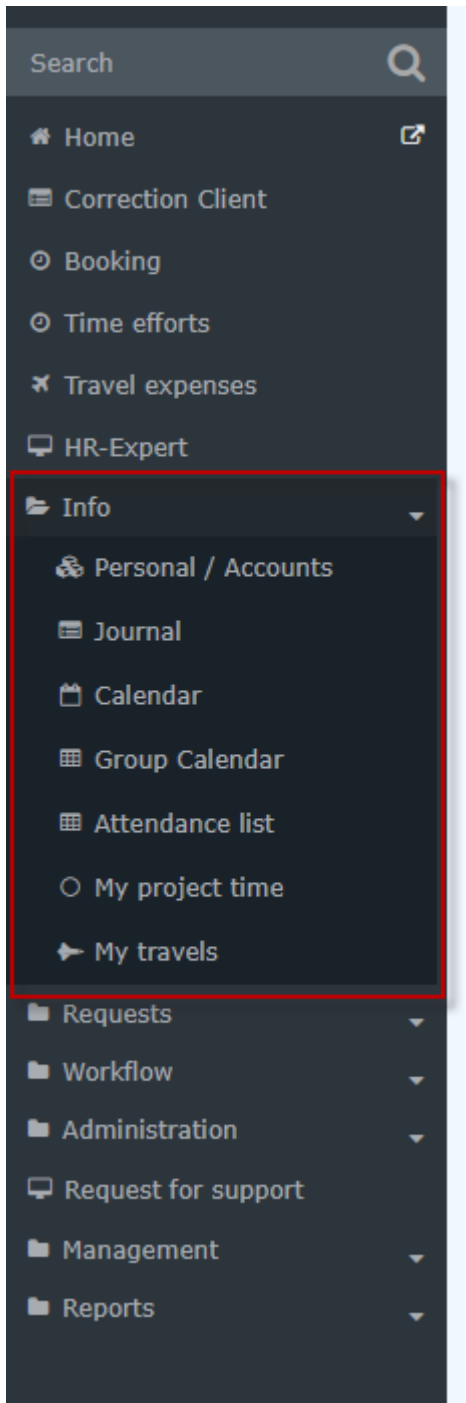 Search
Home
Correction Client
Booking
Time efforts
Travel expenses
HR-Expert
Info
Personal / Accounts
Journal
Calendar
Group Calendar
Attendance list
My project time
My travels
Requests
Workflow
Administration
Request for support
Management
Reports